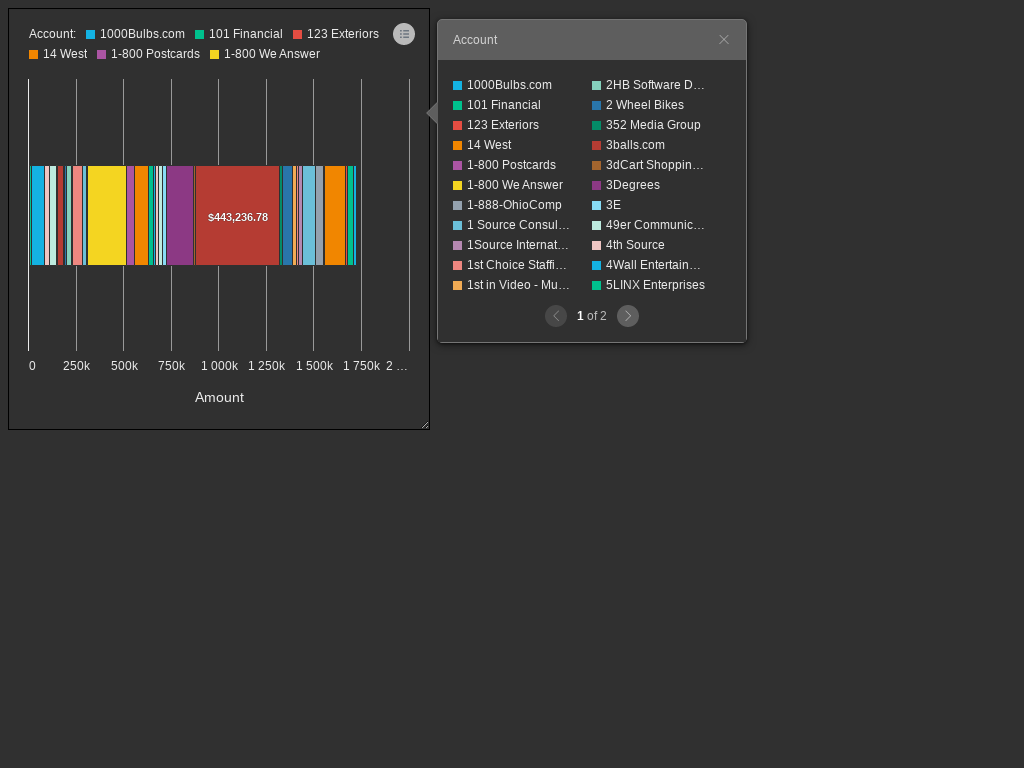 Account: 1000Bulbs.com 101 Financial 123 Exteriors
14 West 1-800 Postcards 1-800 We Answer
$443,236.78
0 250k 500k 750k 1 000k 1 250k 1 500k 1 750k 2 ...
Amount
Account
1000Bulbs.com
101 Financial
123 Exteriors
14 West
1-800 Postcards
1-800 We Answer
1-888-OhioComp
1 Source Consul...
1Source Internat...
1st Choice Staffi...
1st in Video - Mu...
2HB Software D...
2 Wheel Bikes
352 Media Group
3balls.com
3dCart Shoppin...
3Degrees
3E
49er Communic...
4th Source
4Wall Entertain...
5LINX Enterprises
1 of 2